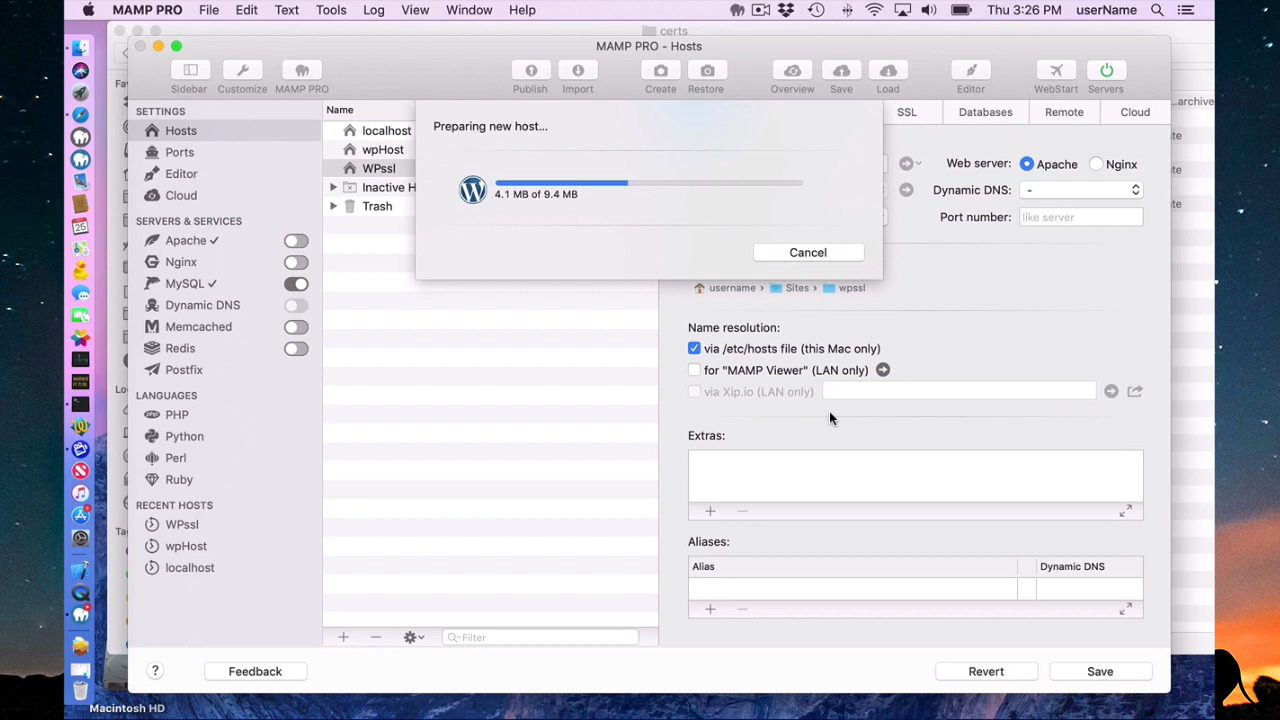 MAMP PRO File Edit Text Tools Log View Window Help Thu 3:26 PM userName
certs
MAMP PRO - Hosts
Sidebar Customize MAMP PRO Publish Import Create Restore Overview Save Load Editor WebStart Servers
SETTINGS
Hosts
Ports
Editor
Cloud
SERVERS & SERVICES
Apache ✓
Nginx
MySQL ✓
Dynamic DNS
Memcached
Redis
Postfix
LANGUAGES
PHP
Python
Perl
Ruby
RECENT HOSTS
WPssl
wpHost
localhost
Name
localhost
wpHost
WPssl
Inactive H
Trash
Filter
Preparing new host...
4.1 MB of 9.4 MB
Cancel
SSL Databases Remote Cloud
Web server: Apache Nginx
Dynamic DNS: -
Port number: like server
username Sites wpssl
Name resolution:
via /etc/hosts file (this Mac only)
for "MAMP Viewer" (LAN only)
via Xip.io (LAN only)
Extras:
Aliases:
Alias Dynamic DNS
? Feedback Revert Save
Fav
Lo
Ta
archive
Macintosh HD